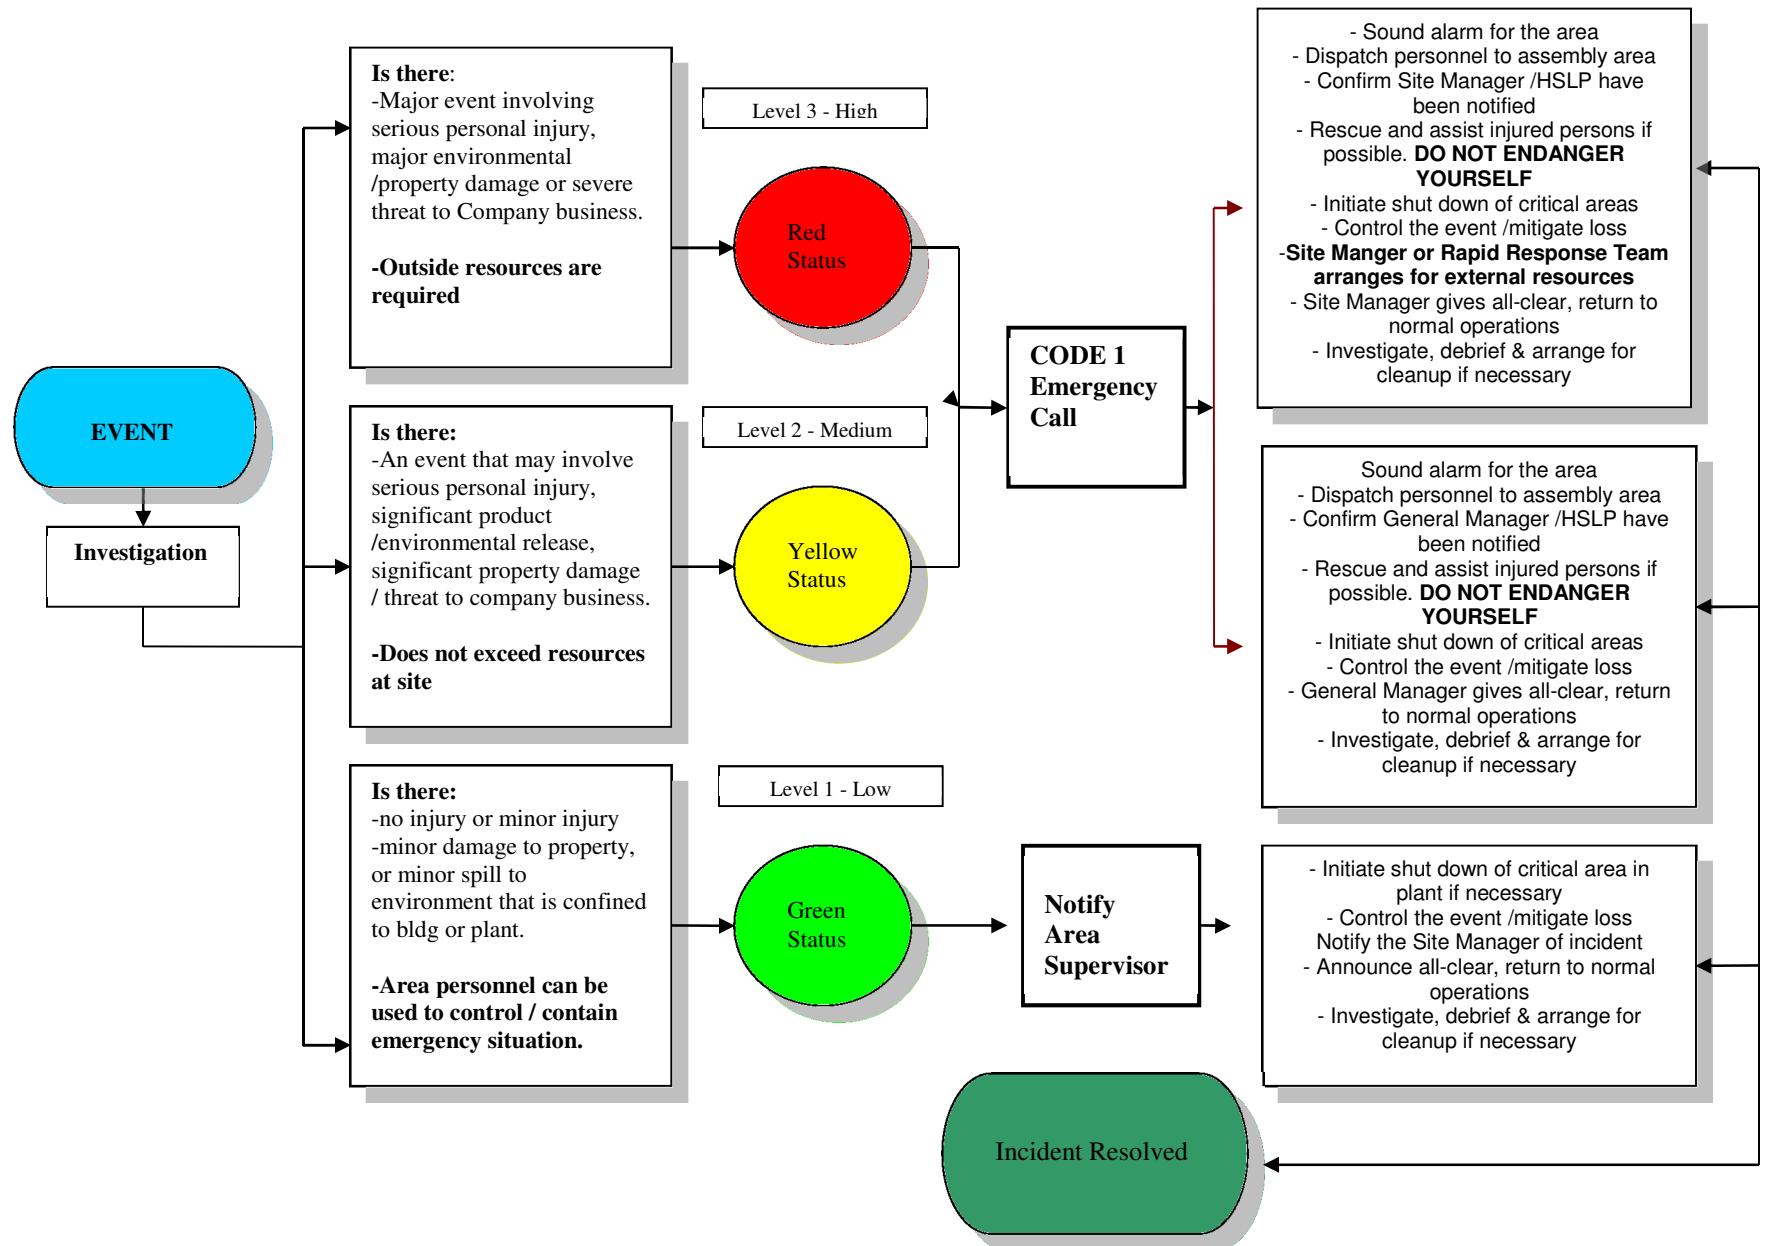 EVENT
Investigation
Is there:
-Major event involving
serious personal injury,
major environmental
/property damage or severe
threat to Company business.
-Outside resources are
required
Level 3 - High
Red
Status
Is there:
-An event that may involve
serious personal injury,
significant product
/environmental release,
significant property damage
/ threat to company business.
-Does not exceed resources
at site
Level 2 - Medium
Yellow
Status
Is there:
-no injury or minor injury
-minor damage to property,
or minor spill to
environment that is confined
to bldg or plant.
-Area personnel can be
used to control / contain
emergency situation.
Level 1 - Low
Green
Status
CODE 1
Emergency
Call
Notify
Area
Supervisor
- Sound alarm for the area
- Dispatch personnel to assembly area
- Confirm Site Manager /HSLP have
been notified
- Rescue and assist injured persons if
possible. DO NOT ENDANGER
YOURSELF
- Initiate shut down of critical areas
- Control the event /mitigate loss
-Site Manger or Rapid Response Team
arranges for external resources
- Site Manager gives all-clear, return to
normal operations
- Investigate, debrief & arrange for
cleanup if necessary
Sound alarm for the area
- Dispatch personnel to assembly area
- Confirm General Manager /HSLP have
been notified
- Rescue and assist injured persons if
possible. DO NOT ENDANGER
YOURSELF
- Initiate shut down of critical areas
- Control the event /mitigate loss
- General Manager gives all-clear, return
to normal operations
- Investigate, debrief & arrange for
cleanup if necessary
- Initiate shut down of critical area in
plant if necessary
- Control the event /mitigate loss
Notify the Site Manager of incident
- Announce all-clear, return to normal
operations
- Investigate, debrief & arrange for
cleanup if necessary
Incident Resolved